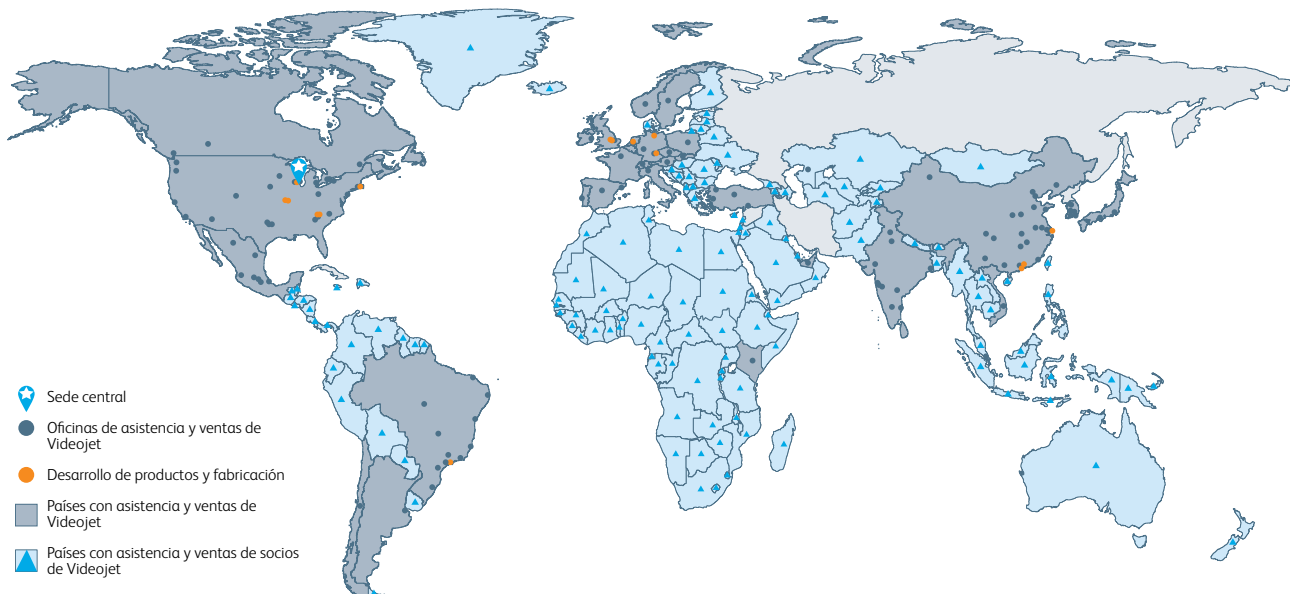 Sede central
Oficinas de asistencia y ventas de
Videojet
Desarrollo de productos y fabricación
Países con asistencia y ventas de
Videojet
Países con asistencia y ventas de socios
de Videojet